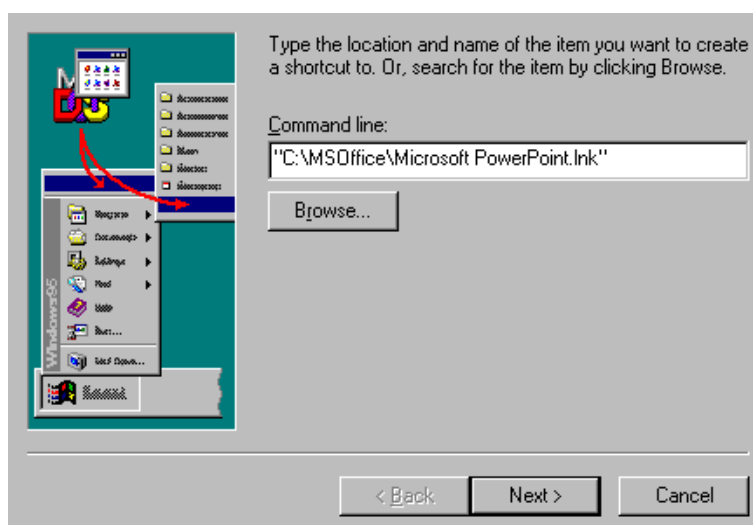 Type the location and name of the item you want to create
a shortcut to. Or, search for the item by clicking Browse.
Command line:
"C:\MSOffice\Microsoft PowerPoint.lnk"
Browse...
Windows95
< Back
Next >
Cancel